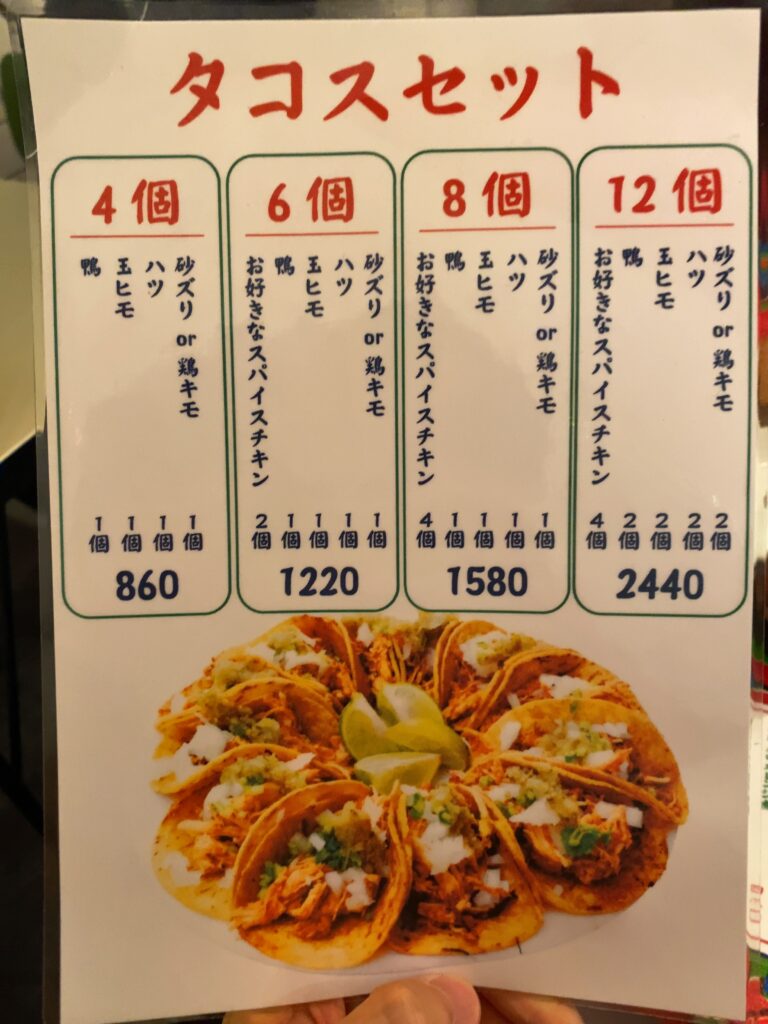 タコスセット
4個
砂ズリ or 鶏キモ 1個
ハツ 1個
玉ヒモ 1個
鴨 1個
860
6個
砂ズリ or 鶏キモ 1個
ハツ 1個
玉ヒモ 1個
鴨 1個
お好きなスパイスチキン 2個
1220
8個
砂ズリ or 鶏キモ 1個
ハツ 1個
玉ヒモ 1個
鴨 1個
お好きなスパイスチキン 4個
1580
12個
砂ズリ or 鶏キモ 2個
ハツ 2個
玉ヒモ 2個
鴨 2個
お好きなスパイスチキン 4個
2440